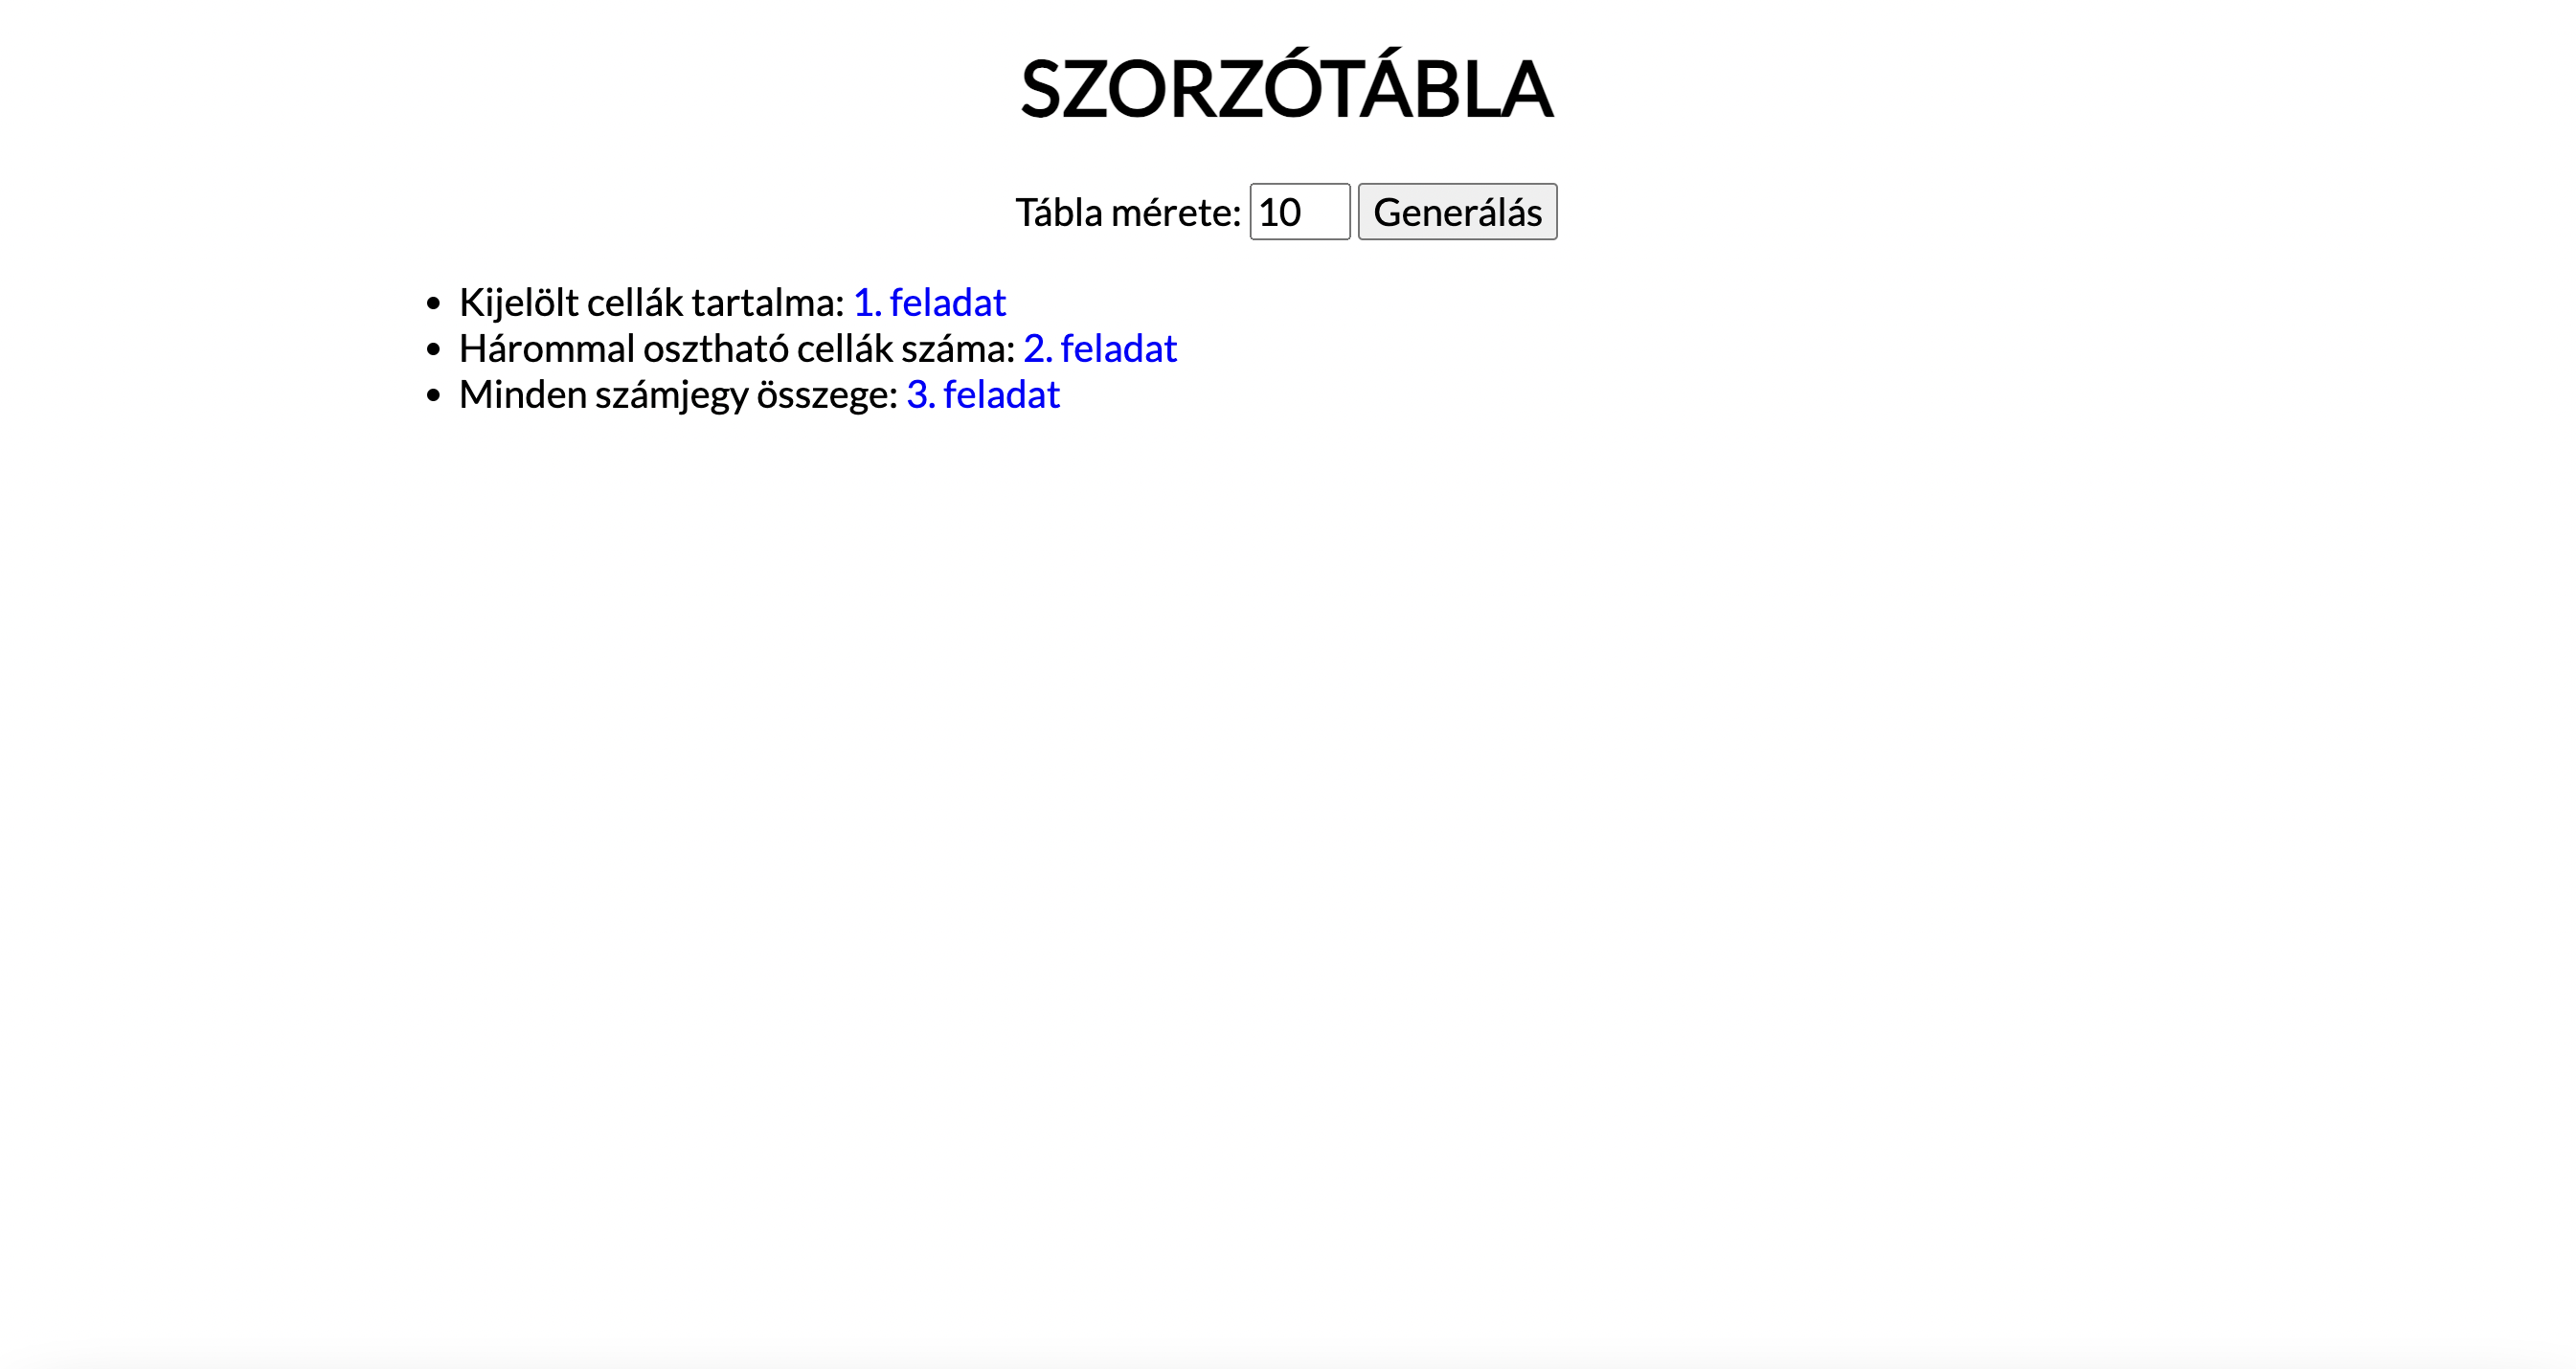 SZORZÓTÁBLA
Tábla mérete: 10 Generálás
Kijelölt cellák tartalma: 1. feladat
Hárommal osztható cellák száma: 2. feladat
Minden számjegy összege: 3. feladat